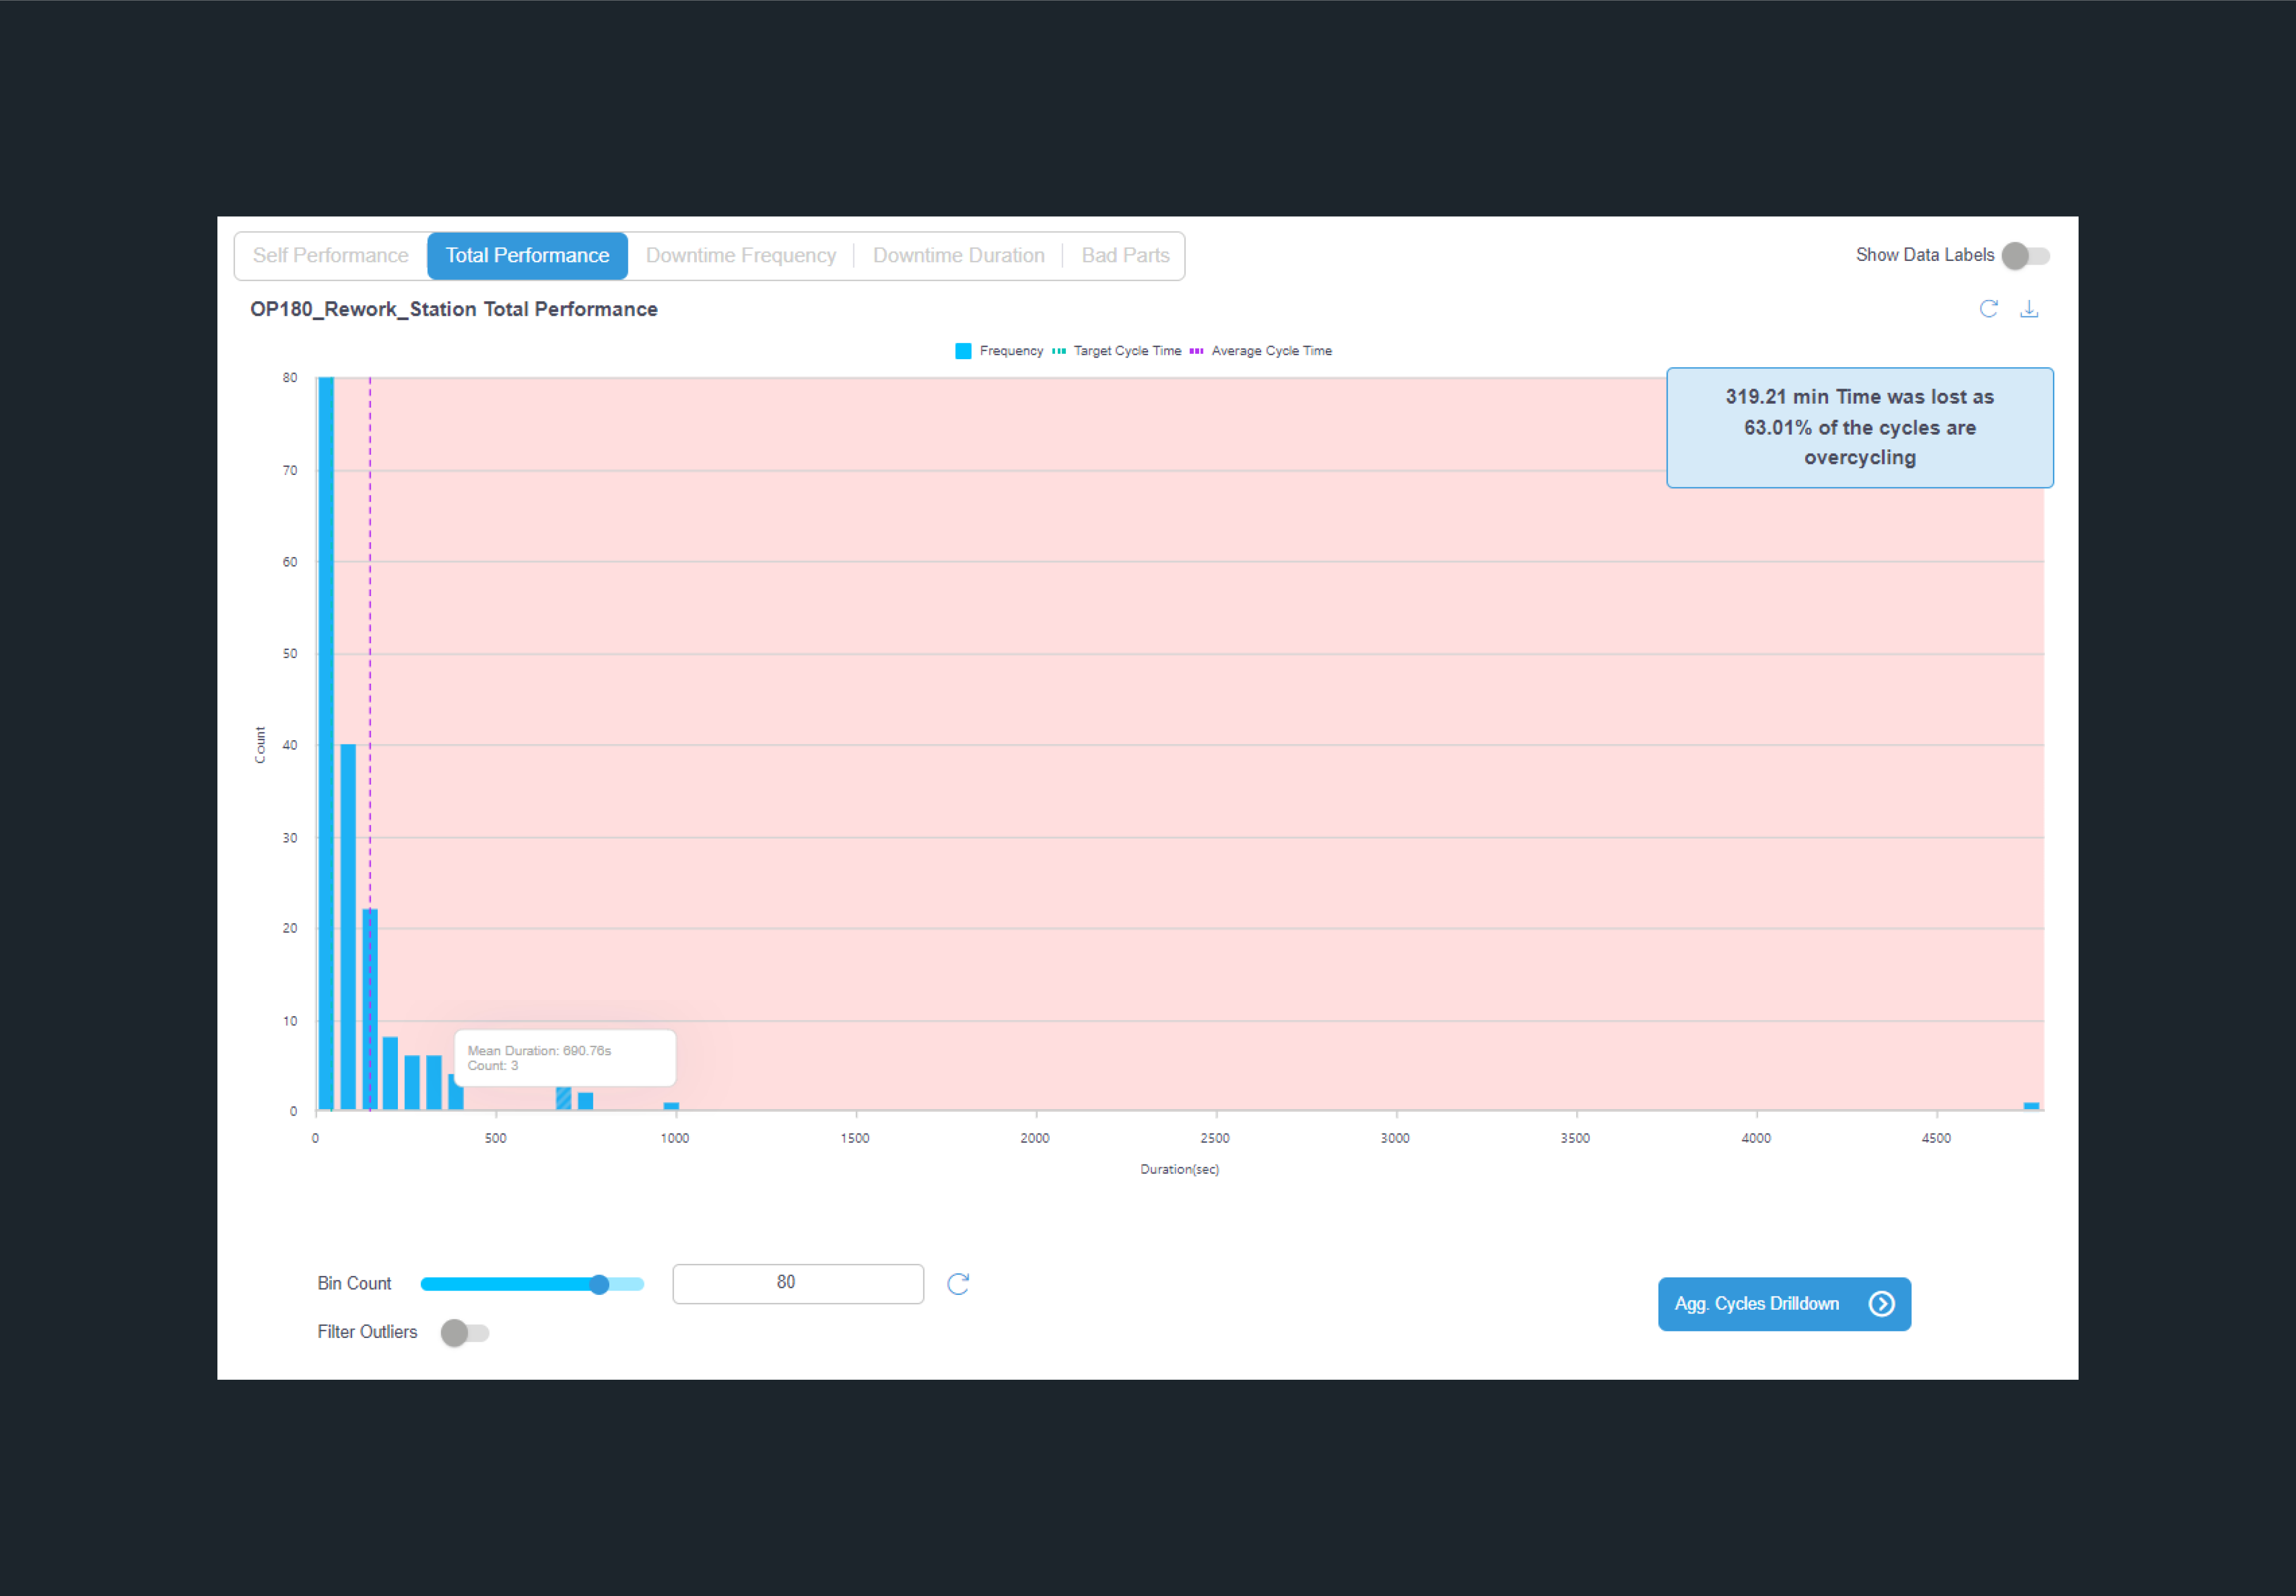 Self Performance Total Performance Downtime Frequency Downtime Duration Bad Parts
Show Data Labels
OP180_Rework_Station Total Performance
Frequency Target Cycle Time Average Cycle Time
319.21 min Time was lost as
63.01% of the cycles are
overcycling
80
70
60
50
40
30
20
10
0
Count
Mean Duration: 690.76s
Count: 3
0 500 1000 1500 2000 2500 3000 3500 4000 4500
Duration(sec)
Bin Count 80
Filter Outliers
Agg. Cycles Drilldown